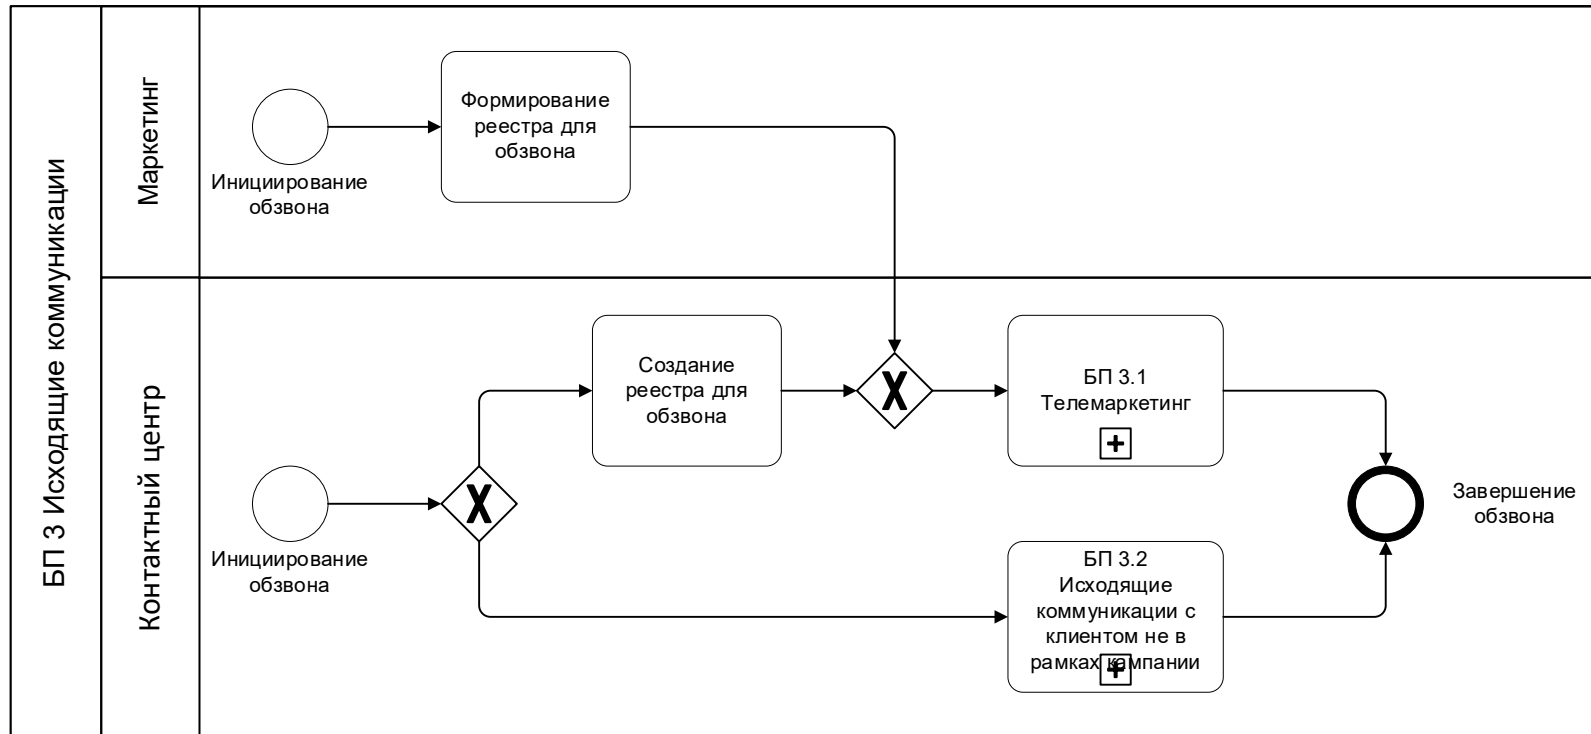 БП 3 Исходящие коммуникации
Маркетинг
Инициирование
обзвона
Формирование
реестра для
обзвона
Контактный центр
Инициирование
обзвона
X
Создание
реестра для
обзвона
X
БП 3.1
Телемаркетинг
БП 3.2
Исходящие
коммуникации с
клиентом не в
рамках кампании
Завершение
обзвона